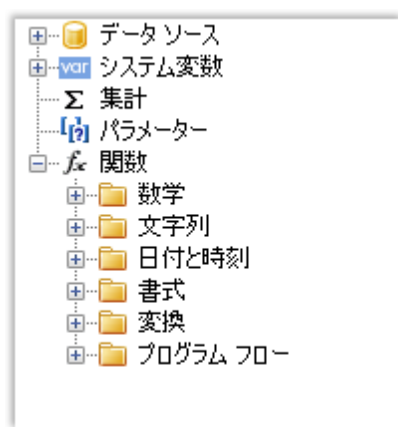 データ ソース
var システム変数
Σ 集計
[?] パラメーター
fx 関数
数学
文字列
日付と時刻
書式
変換
プログラム フロー